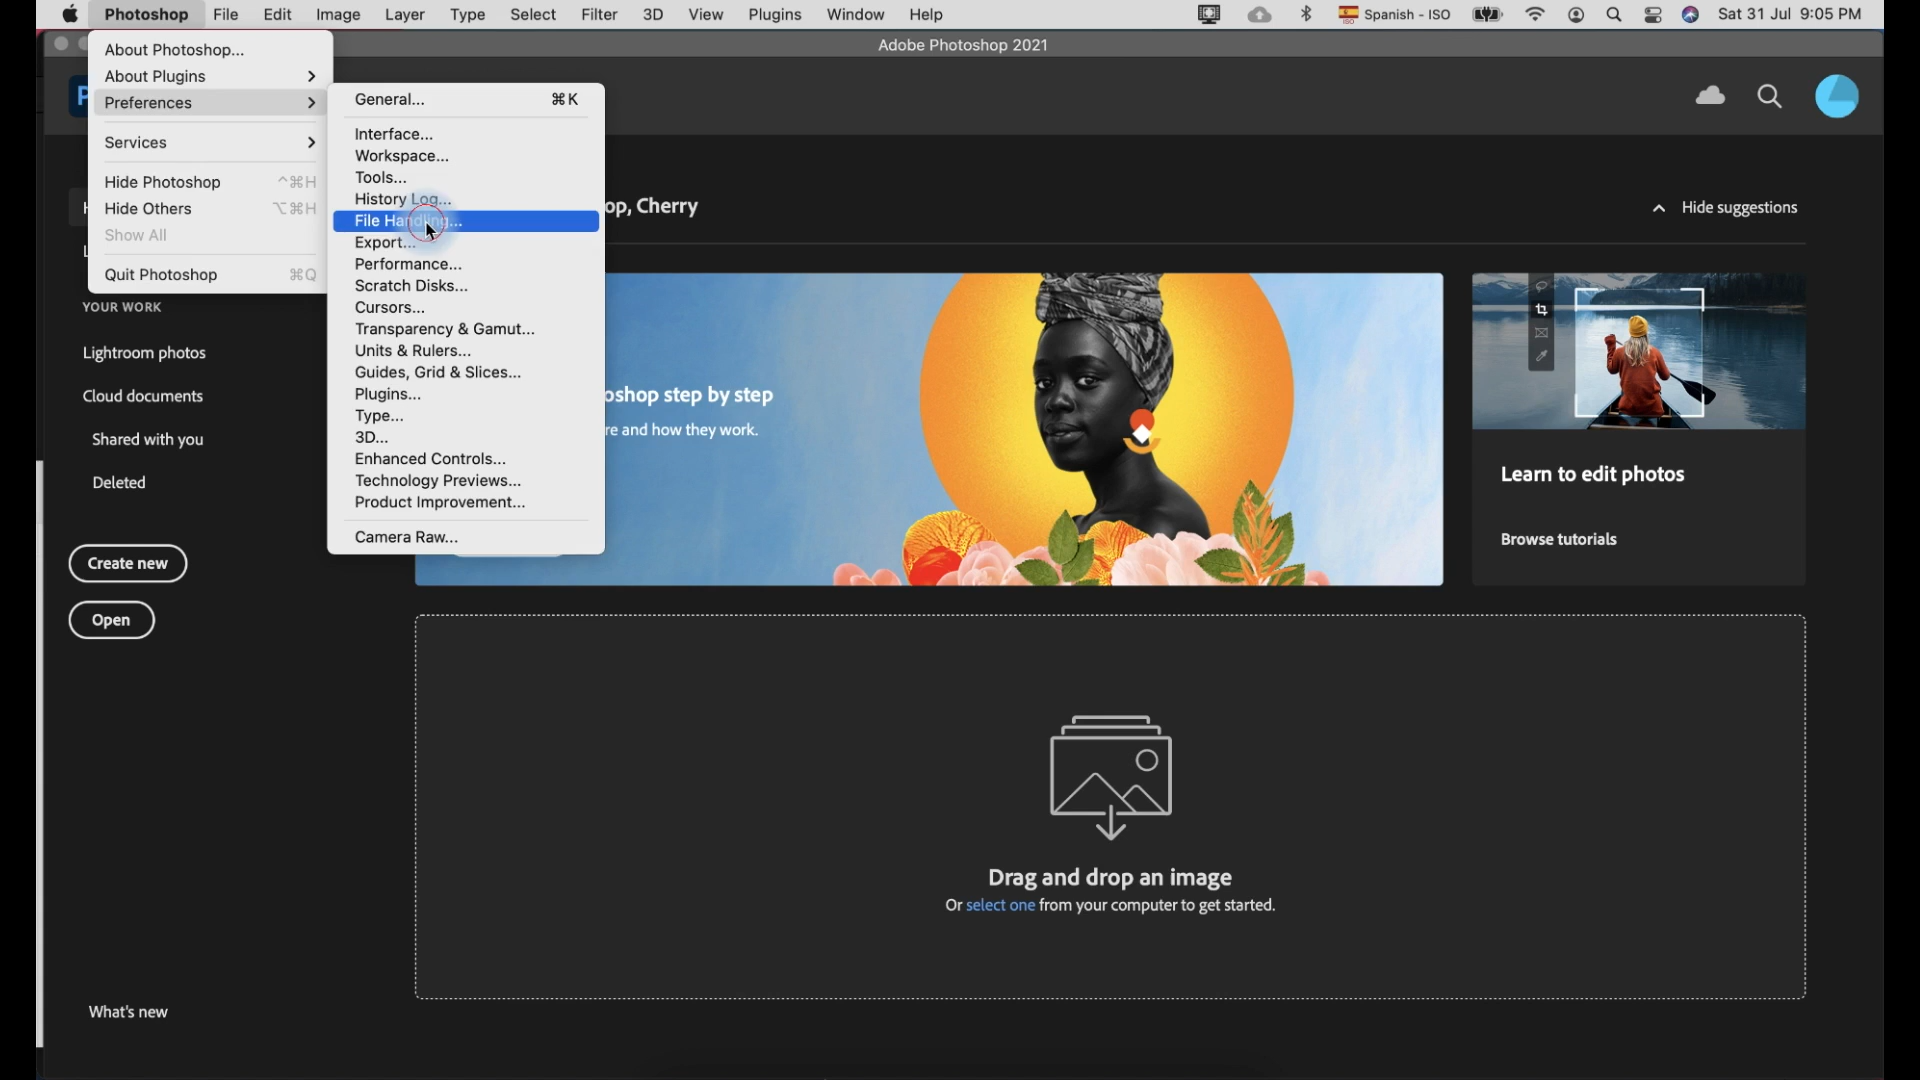 Photoshop File Edit Image Layer Type Select Filter 3D View Plugins Window Help Spanish - ISO Sat 31 Jul 9:05 PM
Adobe Photoshop 2021
About Photoshop...
About Plugins
Preferences
Services
Hide Photoshop ^⌘H
Hide Others ⌥⌘H
Show All
Quit Photoshop ⌘Q
General... ⌘K
Interface...
Workspace...
Tools...
History Log...
File Handling...
Export...
Performance...
Scratch Disks...
Cursors...
Transparency & Gamut...
Units & Rulers...
Guides, Grid & Slices...
Plugins...
Type...
3D...
Enhanced Controls...
Technology Previews...
Product Improvement...
Camera Raw...
op, Cherry
Hide suggestions
YOUR WORK
Lightroom photos
Cloud documents
Shared with you
Deleted
Create new
Open
What's new
oshop step by step
re and how they work.
Learn to edit photos
Browse tutorials
Drag and drop an image
Or select one from your computer to get started.